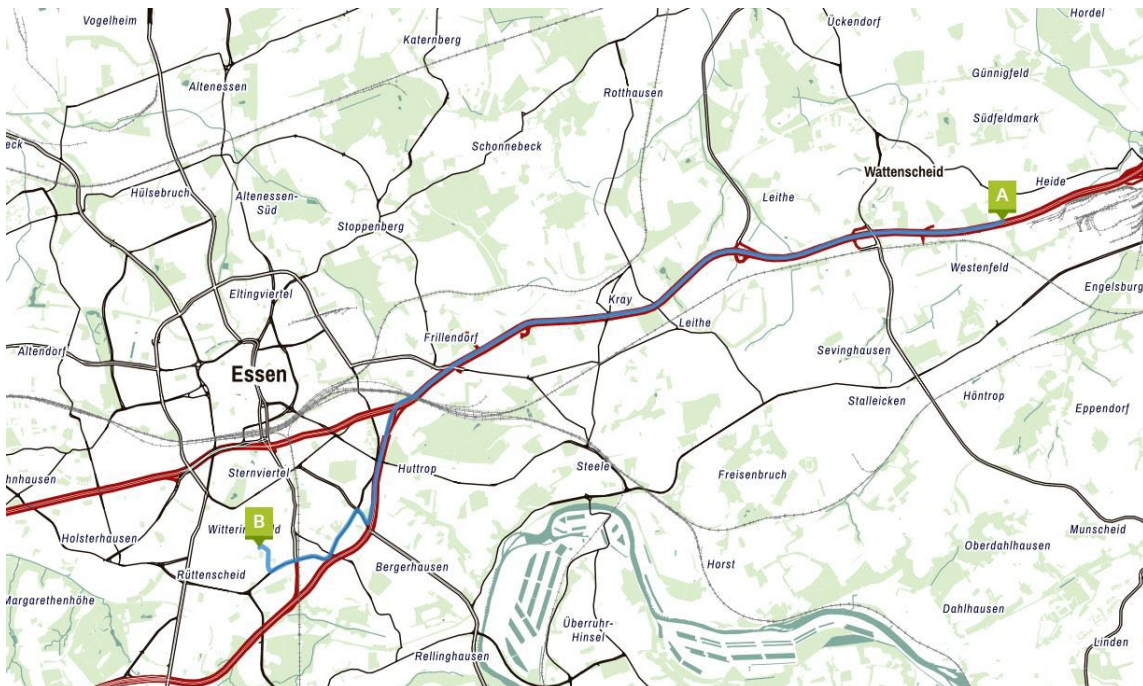 Vogelheim
Ückendorf
Hordel
Katernberg
Günnigfeld
Altenessen
Rotthausen
Südfeldmark
eck
Schonnebeck
Wattenscheid
Heide
Hülsebruch
Altenessen-
Süd
Leithe
A
Stoppenberg
Westenfeld
Engelsburg
Eltingviertel
Kray
Leithe
Frillendorf
Altendorf
Sevinghausen
Essen
Stalleicken
Höntrop
Eppendorf
Sternviertel
Huttrop
Steele
Freisenbruch
hnhausen
B
Holsterhausen
Munscheid
Oberdahlhausen
Rüttenscheid
Bergerhausen
Horst
Margarethenhöhe
Dahlhausen
Überruhr-
Hinsel
Linden
Rellinghausen